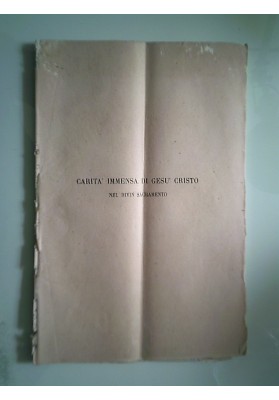 CARITA' IMMENSA DI GESU' CRISTO
NEL DIVIN SACRAMENTO